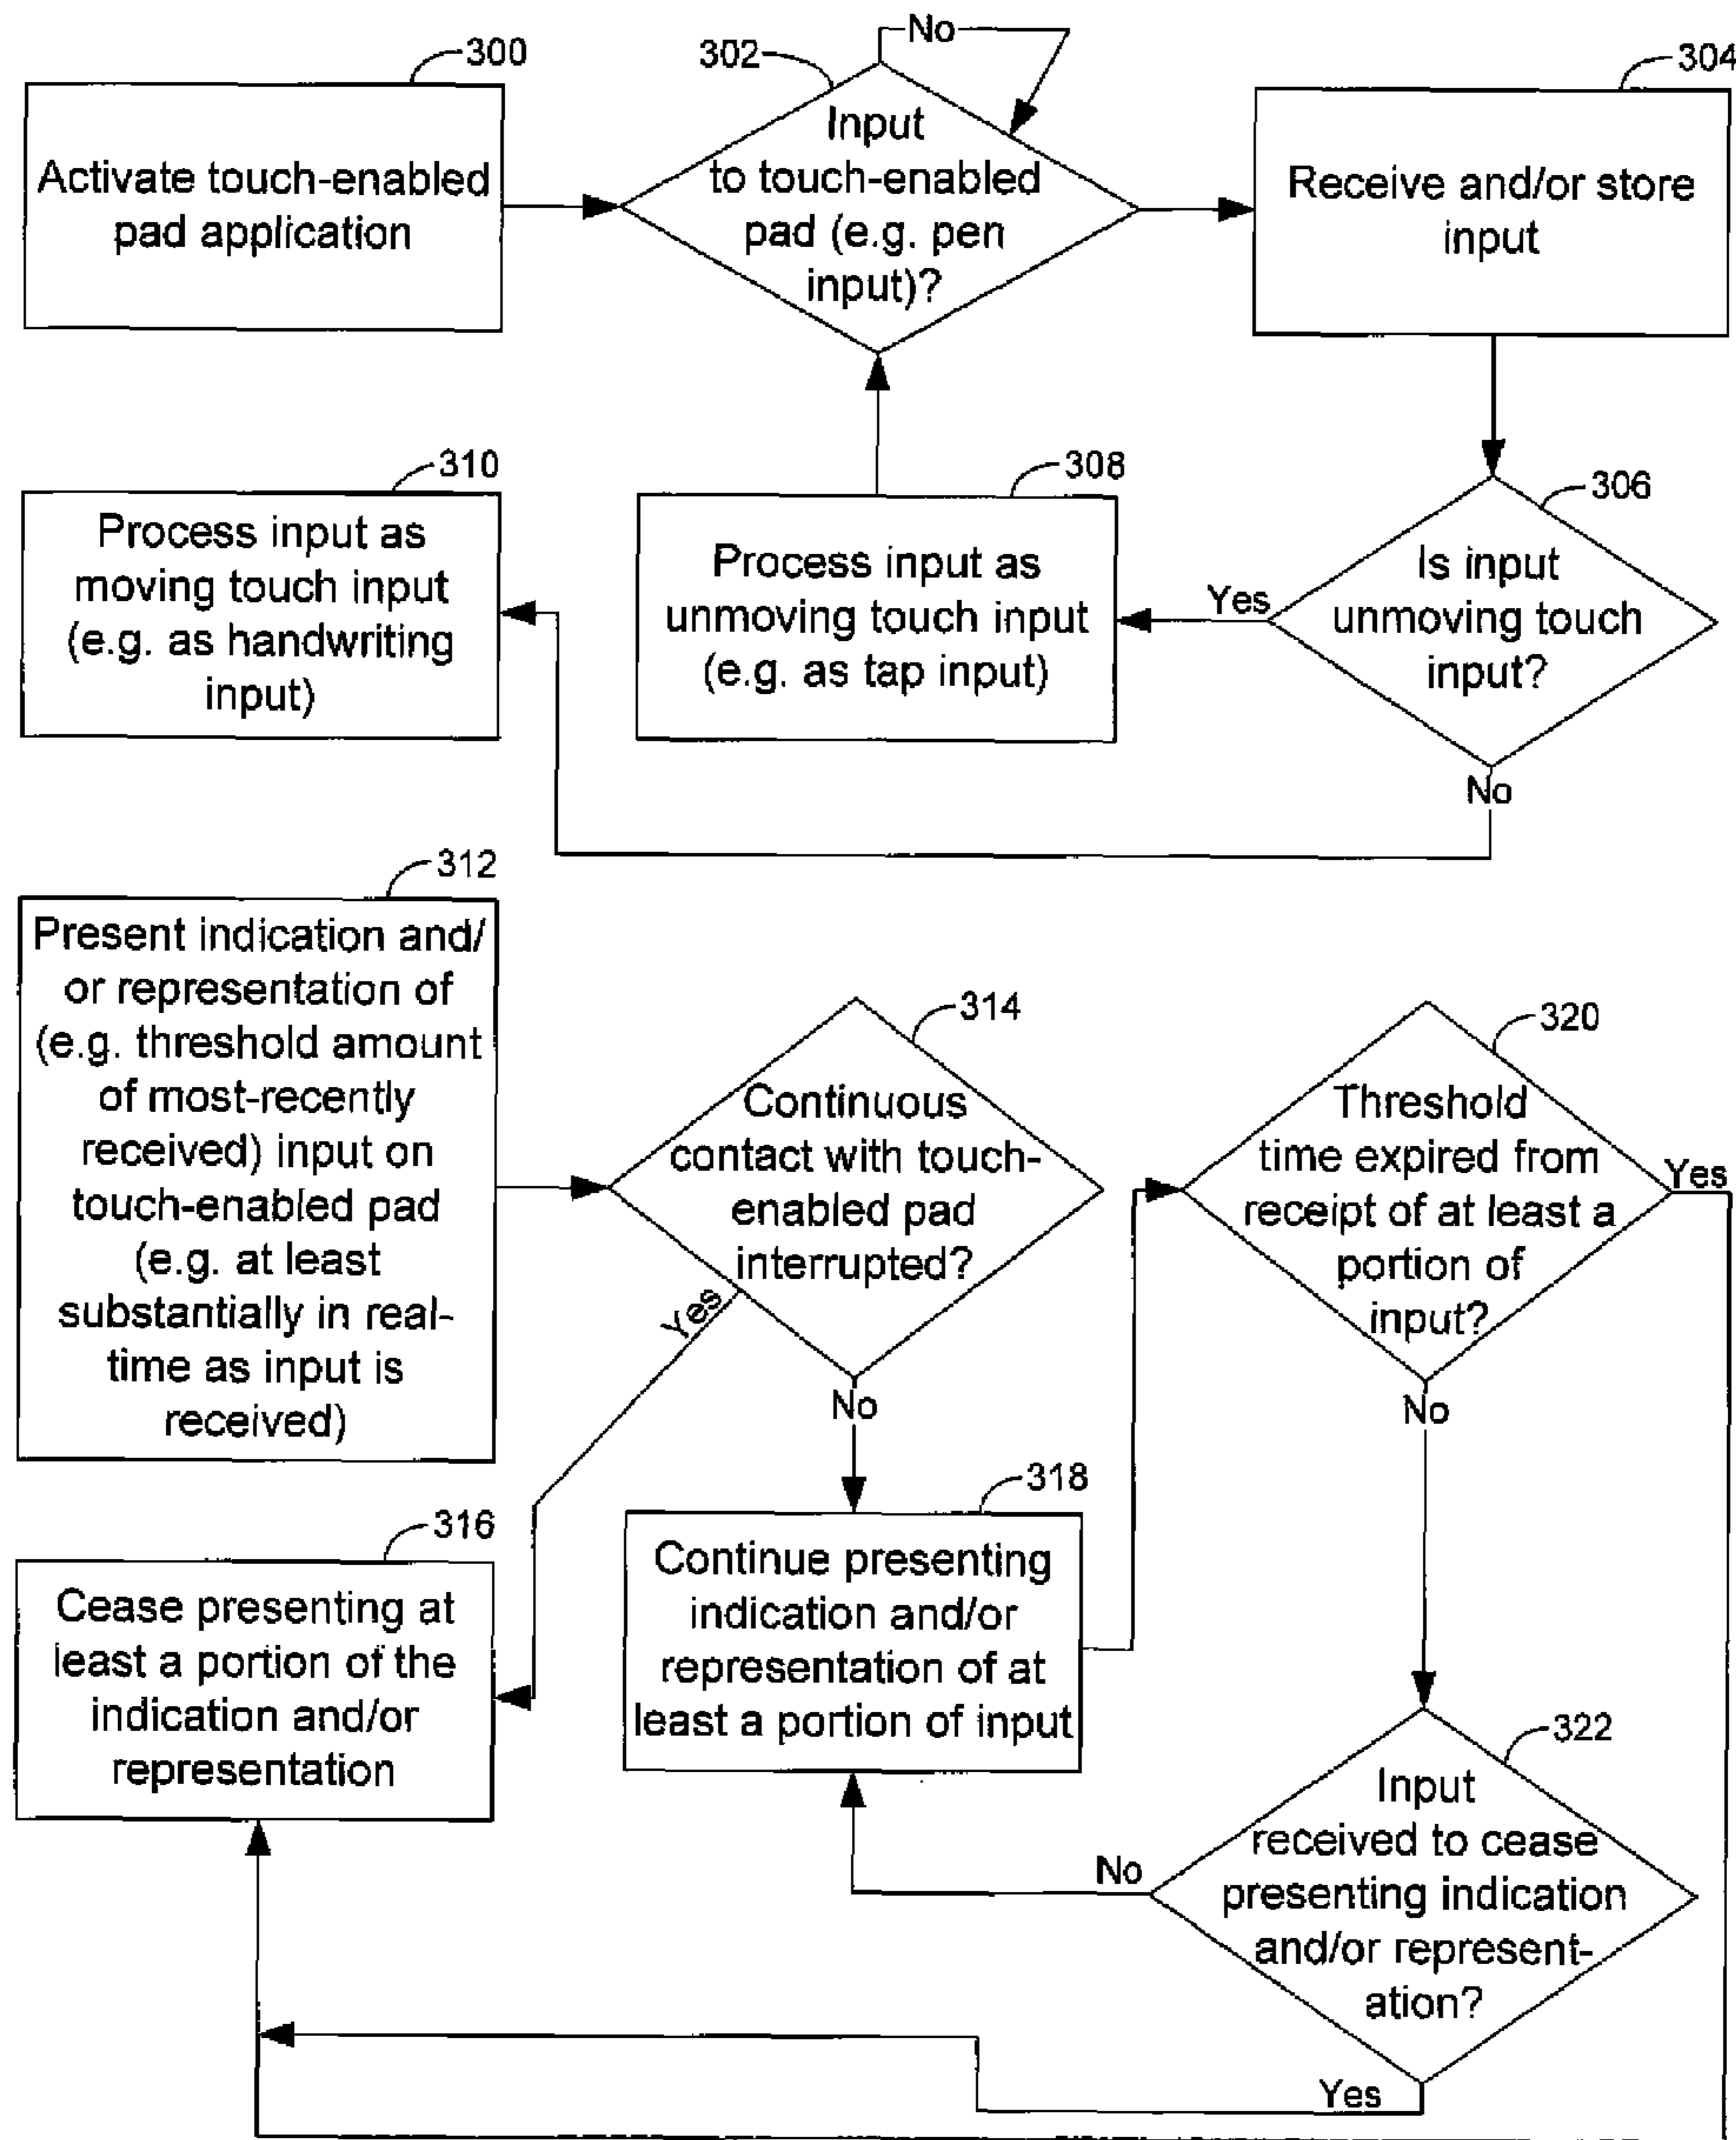 300
Activate touch-enabled
pad application
No
302
Input
to touch-enabled
pad (e.g. pen
input)?
304
Receive and/or store
input
310
Process input as
moving touch input
(e.g. as handwriting
input)
308
Process input as
unmoving touch input
(e.g. as tap input)
Yes
306
Is input
unmoving touch
input?
No
312
Present indication and/
or representation of
(e.g. threshold amount
of most-recently
received) input on
touch-enabled pad
(e.g. at least
substantially in real-
time as input is
received)
314
Continuous
contact with touch-
enabled pad
interrupted?
Yes
No
320
Threshold
time expired from
receipt of at least a
portion of
input?
Yes
No
316
Cease presenting at
least a portion of the
indication and/or
representation
318
Continue presenting
indication and/or
representation of at
least a portion of input
322
Input
received to cease
presenting indication
and/or represent-
ation?
No
Yes